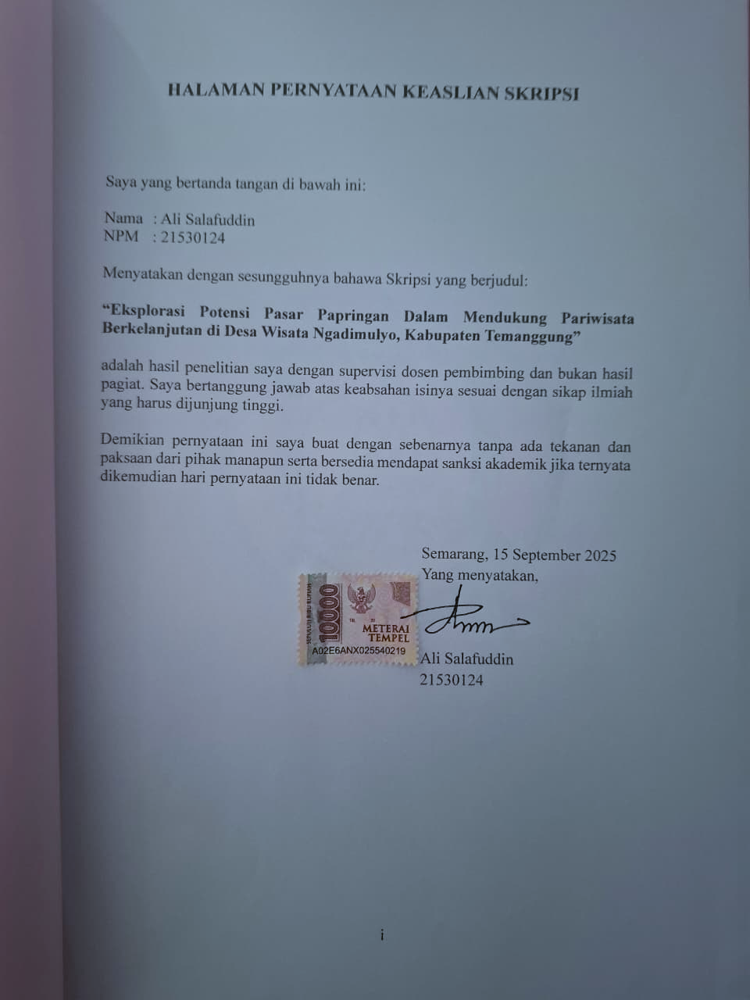 HALAMAN PERNYATAAN KEASLIAN SKRIPSI
Saya yang bertanda tangan di bawah ini:
Nama : Ali Salafuddin
NPM : 21530124
Menyatakan dengan sesungguhnya bahawa Skripsi yang berjudul:
“Eksplorasi Potensi Pasar Papringan Dalam Mendukung Pariwisata
Berkelanjutan di Desa Wisata Ngadimulyo, Kabupaten Temanggung”
adalah hasil penelitian saya dengan supervisi dosen pembimbing dan bukan hasil
pagiat. Saya bertanggung jawab atas keabsahan isinya sesuai dengan sikap ilmiah
yang harus dijunjung tinggi.
Demikian pernyataan ini saya buat dengan sebenarnya tanpa ada tekanan dan
paksaan dari pihak manapun serta bersedia mendapat sanksi akademik jika ternyata
dikemudian hari pernyataan ini tidak benar.
Semarang, 15 September 2025
Yang menyatakan,
SEPULUH RIBU RUPIAH
10000
METERAI
TEMPEL
A02E6ANX025540219
Ali Salafuddin
21530124
i